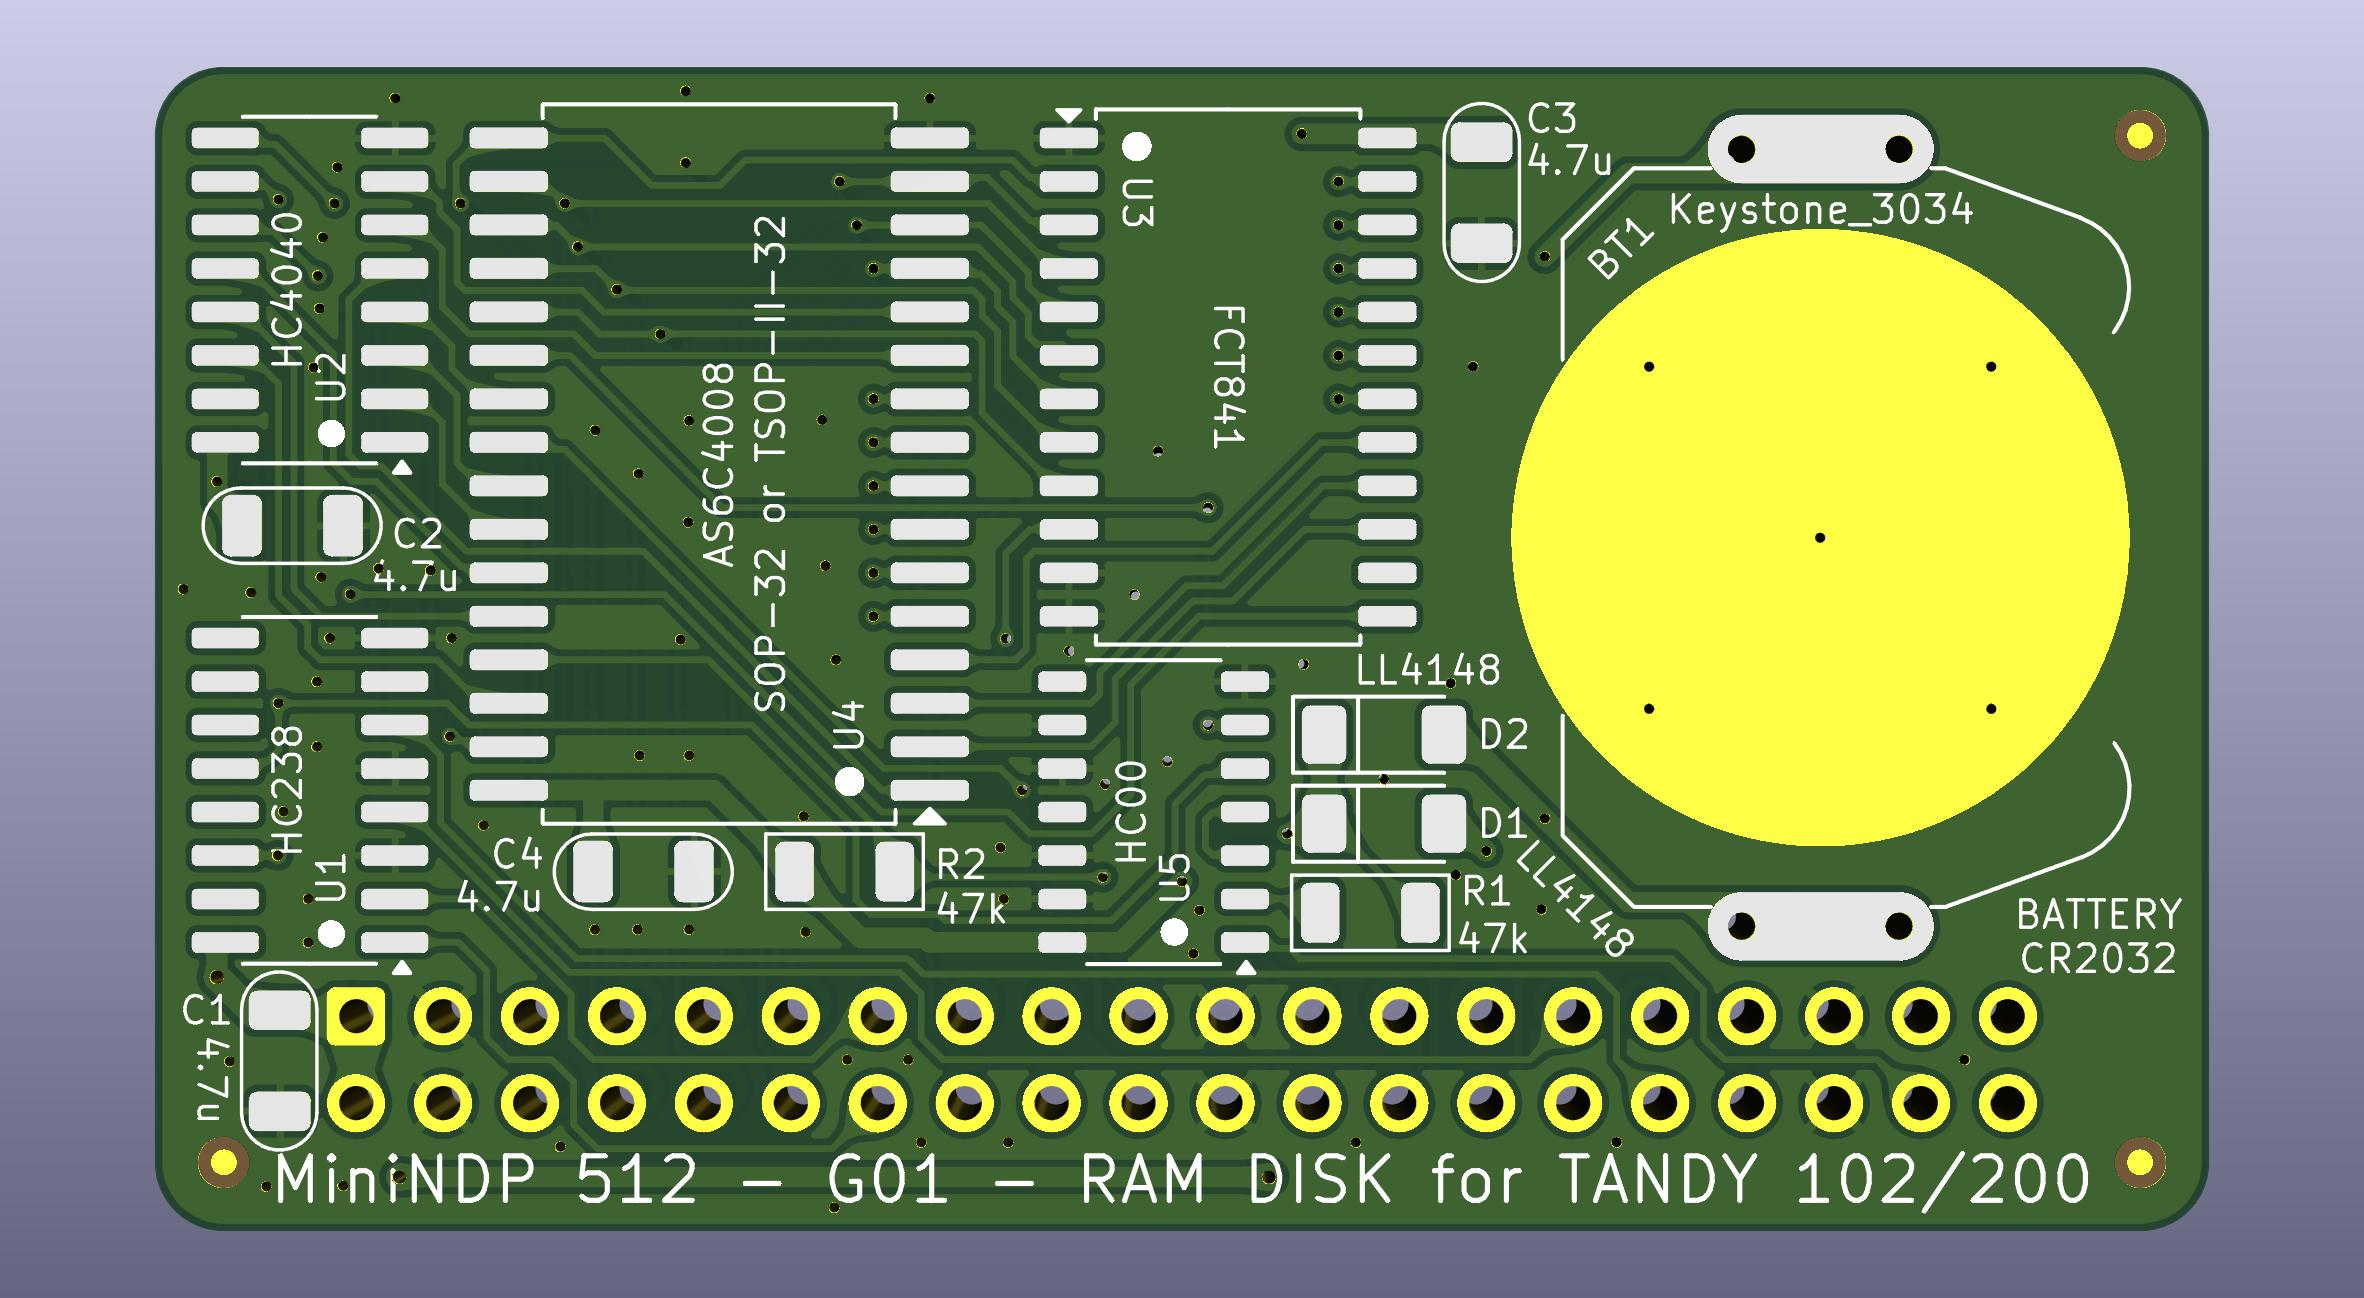 C3
4.7u
Keystone_3034
BT1
U3
FCT841
HC4040
U2
AS6C4008
SOP-32 or TSOP-II-32
U4
C2
4.7u
HC238
U1
C4
4.7u
R2
47k
HC00
U5
LL4148
D2
D1
LL4148
R1
47k
BATTERY
CR2032
C1
4.7u
MiniNDP 512 - G01 - RAM DISK for TANDY 102/200